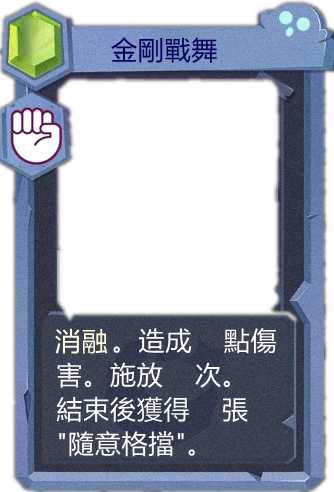 金剛戰舞
消融。造成　點傷
害。施放　次。
結束後獲得　張
"隨意格擋"。